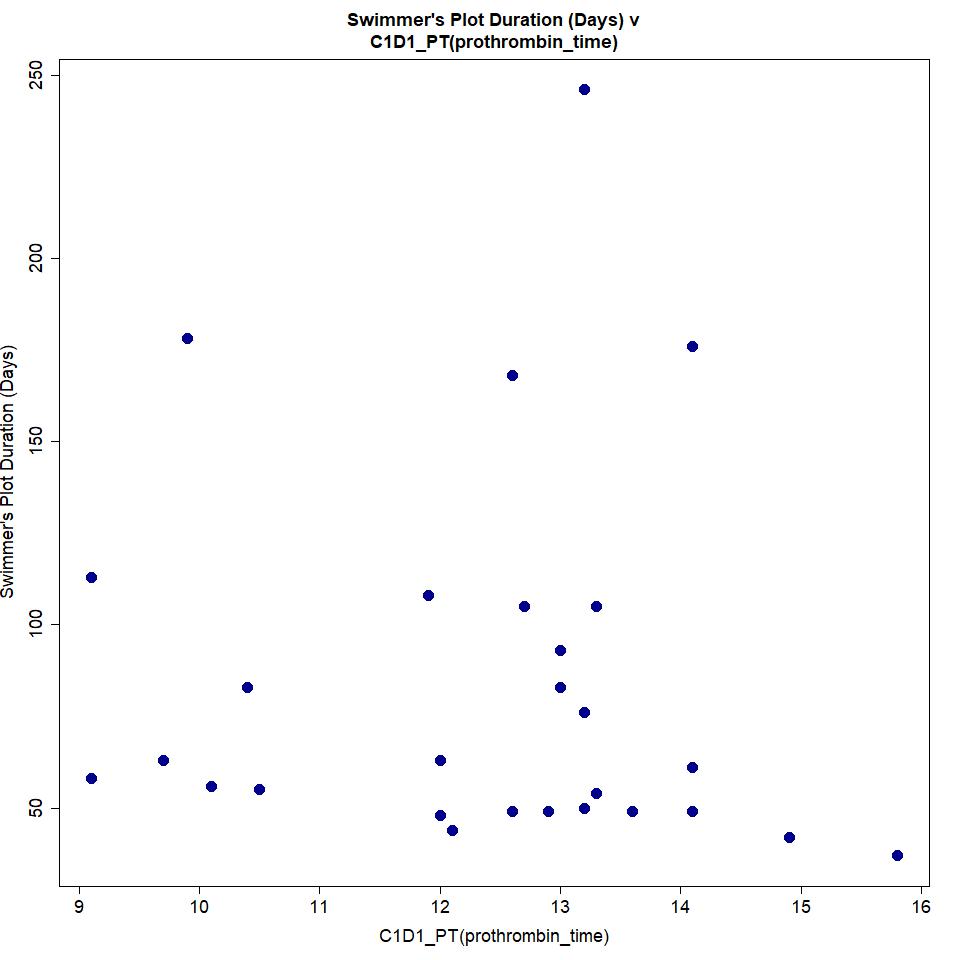 Swimmer's Plot Duration (Days) v
C1D1_PT(prothrombin_time)
250
200
150
100
50
Swimmer's Plot Duration (Days)
9 10 11 12 13 14 15 16
C1D1_PT(prothrombin_time)